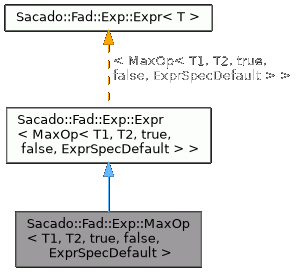 Sacado::Fad::Exp::Expr< T >
< MaxOp< T1, T2, true,
false, ExprSpecDefault > >
Sacado::Fad::Exp::Expr
< MaxOp< T1, T2, true,
false, ExprSpecDefault > >
Sacado::Fad::Exp::MaxOp
< T1, T2, true, false,
ExprSpecDefault >